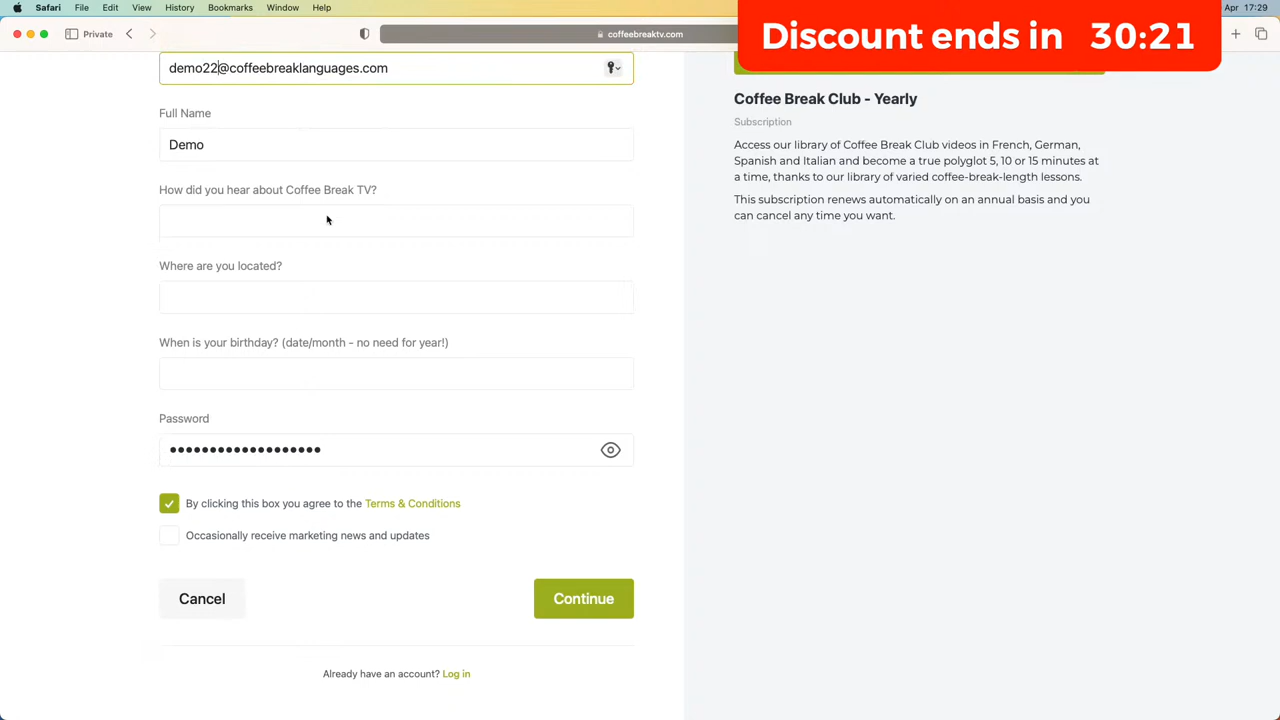 Safari File Edit View History Bookmarks Window Help
Apr 17:29
Discount ends in 30:21
Private
coffeebreaktv.com
demo22@coffeebreaklanguages.com
Full Name
Demo
How did you hear about Coffee Break TV?
Where are you located?
When is your birthday? (date/month - no need for year!)
Password
By clicking this box you agree to the Terms & Conditions
Occasionally receive marketing news and updates
Cancel
Continue
Already have an account? Log in
Coffee Break Club - Yearly
Subscription
Access our library of Coffee Break Club videos in French, German,
Spanish and Italian and become a true polyglot 5, 10 or 15 minutes at
a time, thanks to our library of varied coffee-break-length lessons.
This subscription renews automatically on an annual basis and you
can cancel any time you want.